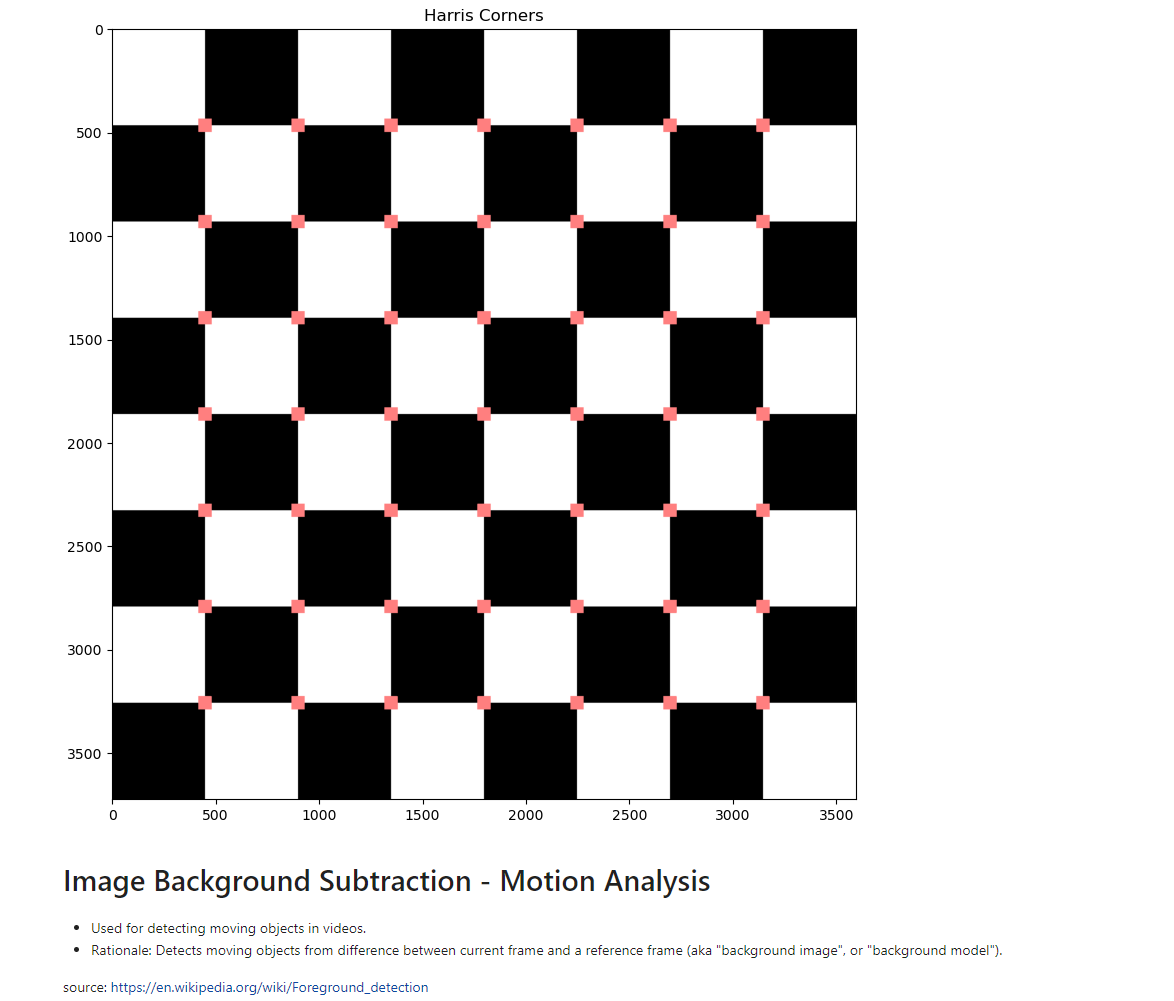 Harris Corners
0
500
1000
1500
2000
2500
3000
3500
0 500 1000 1500 2000 2500 3000 3500
Image Background Subtraction - Motion Analysis
• Used for detecting moving objects in videos.
• Rationale: Detects moving objects from difference between current frame and a reference frame (aka "background image", or "background model").
source: https://en.wikipedia.org/wiki/Foreground_detection